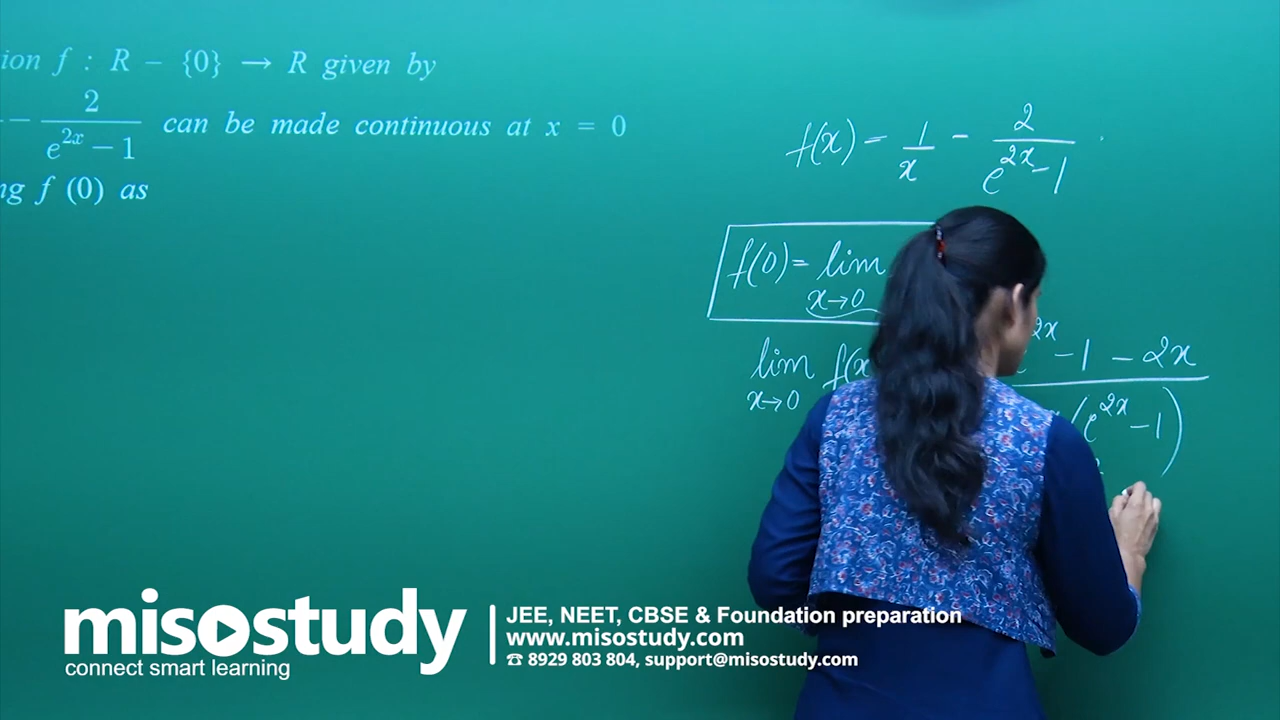 ion f : R − {0} → R given by
− 2/(e^{2x} − 1) can be made continuous at x = 0
ng f (0) as
f(x) = 1/x − 2/(e^{2x}-1)
f(0) = lim
x→0
lim f(x
x→0
2x -1 - 2x
(e^{2x} -1)
misostudy
connect smart learning
JEE, NEET, CBSE & Foundation preparation
www.misostudy.com
☎ 8929 803 804, support@misostudy.com